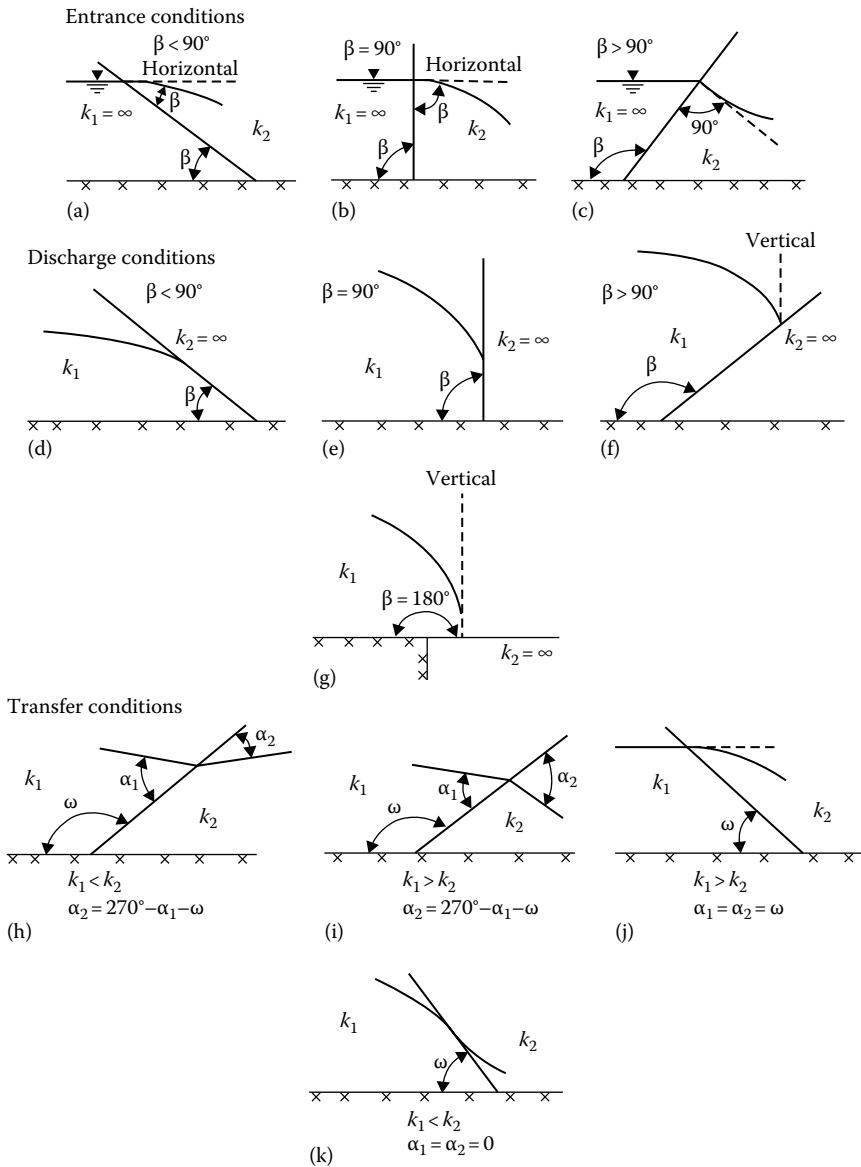 Entrance conditions
β < 90°
Horizontal
k₁ = ∞
β
β
k₂
(a)
β = 90°
Horizontal
k₁ = ∞
β
k₂
β
(b)
β > 90°
k₁ = ∞
90°
β
k₂
(c)
Discharge conditions
β < 90°
k₂ = ∞
k₁
β
(d)
β = 90°
k₂ = ∞
k₁
β
(e)
Vertical
β > 90°
k₁
k₂ = ∞
β
(f)
Vertical
k₁
β = 180°
k₂ = ∞
(g)
Transfer conditions
α₂
k₁
α₁
ω
k₂
k₁ < k₂
α₂ = 270°–α₁–ω
(h)
k₁
α₁
α₂
ω
k₂
k₁ > k₂
α₂ = 270°–α₁–ω
(i)
k₁
k₂
ω
k₁ > k₂
α₁ = α₂ = ω
(j)
k₁
k₂
ω
k₁ < k₂
α₁ = α₂ = 0
(k)